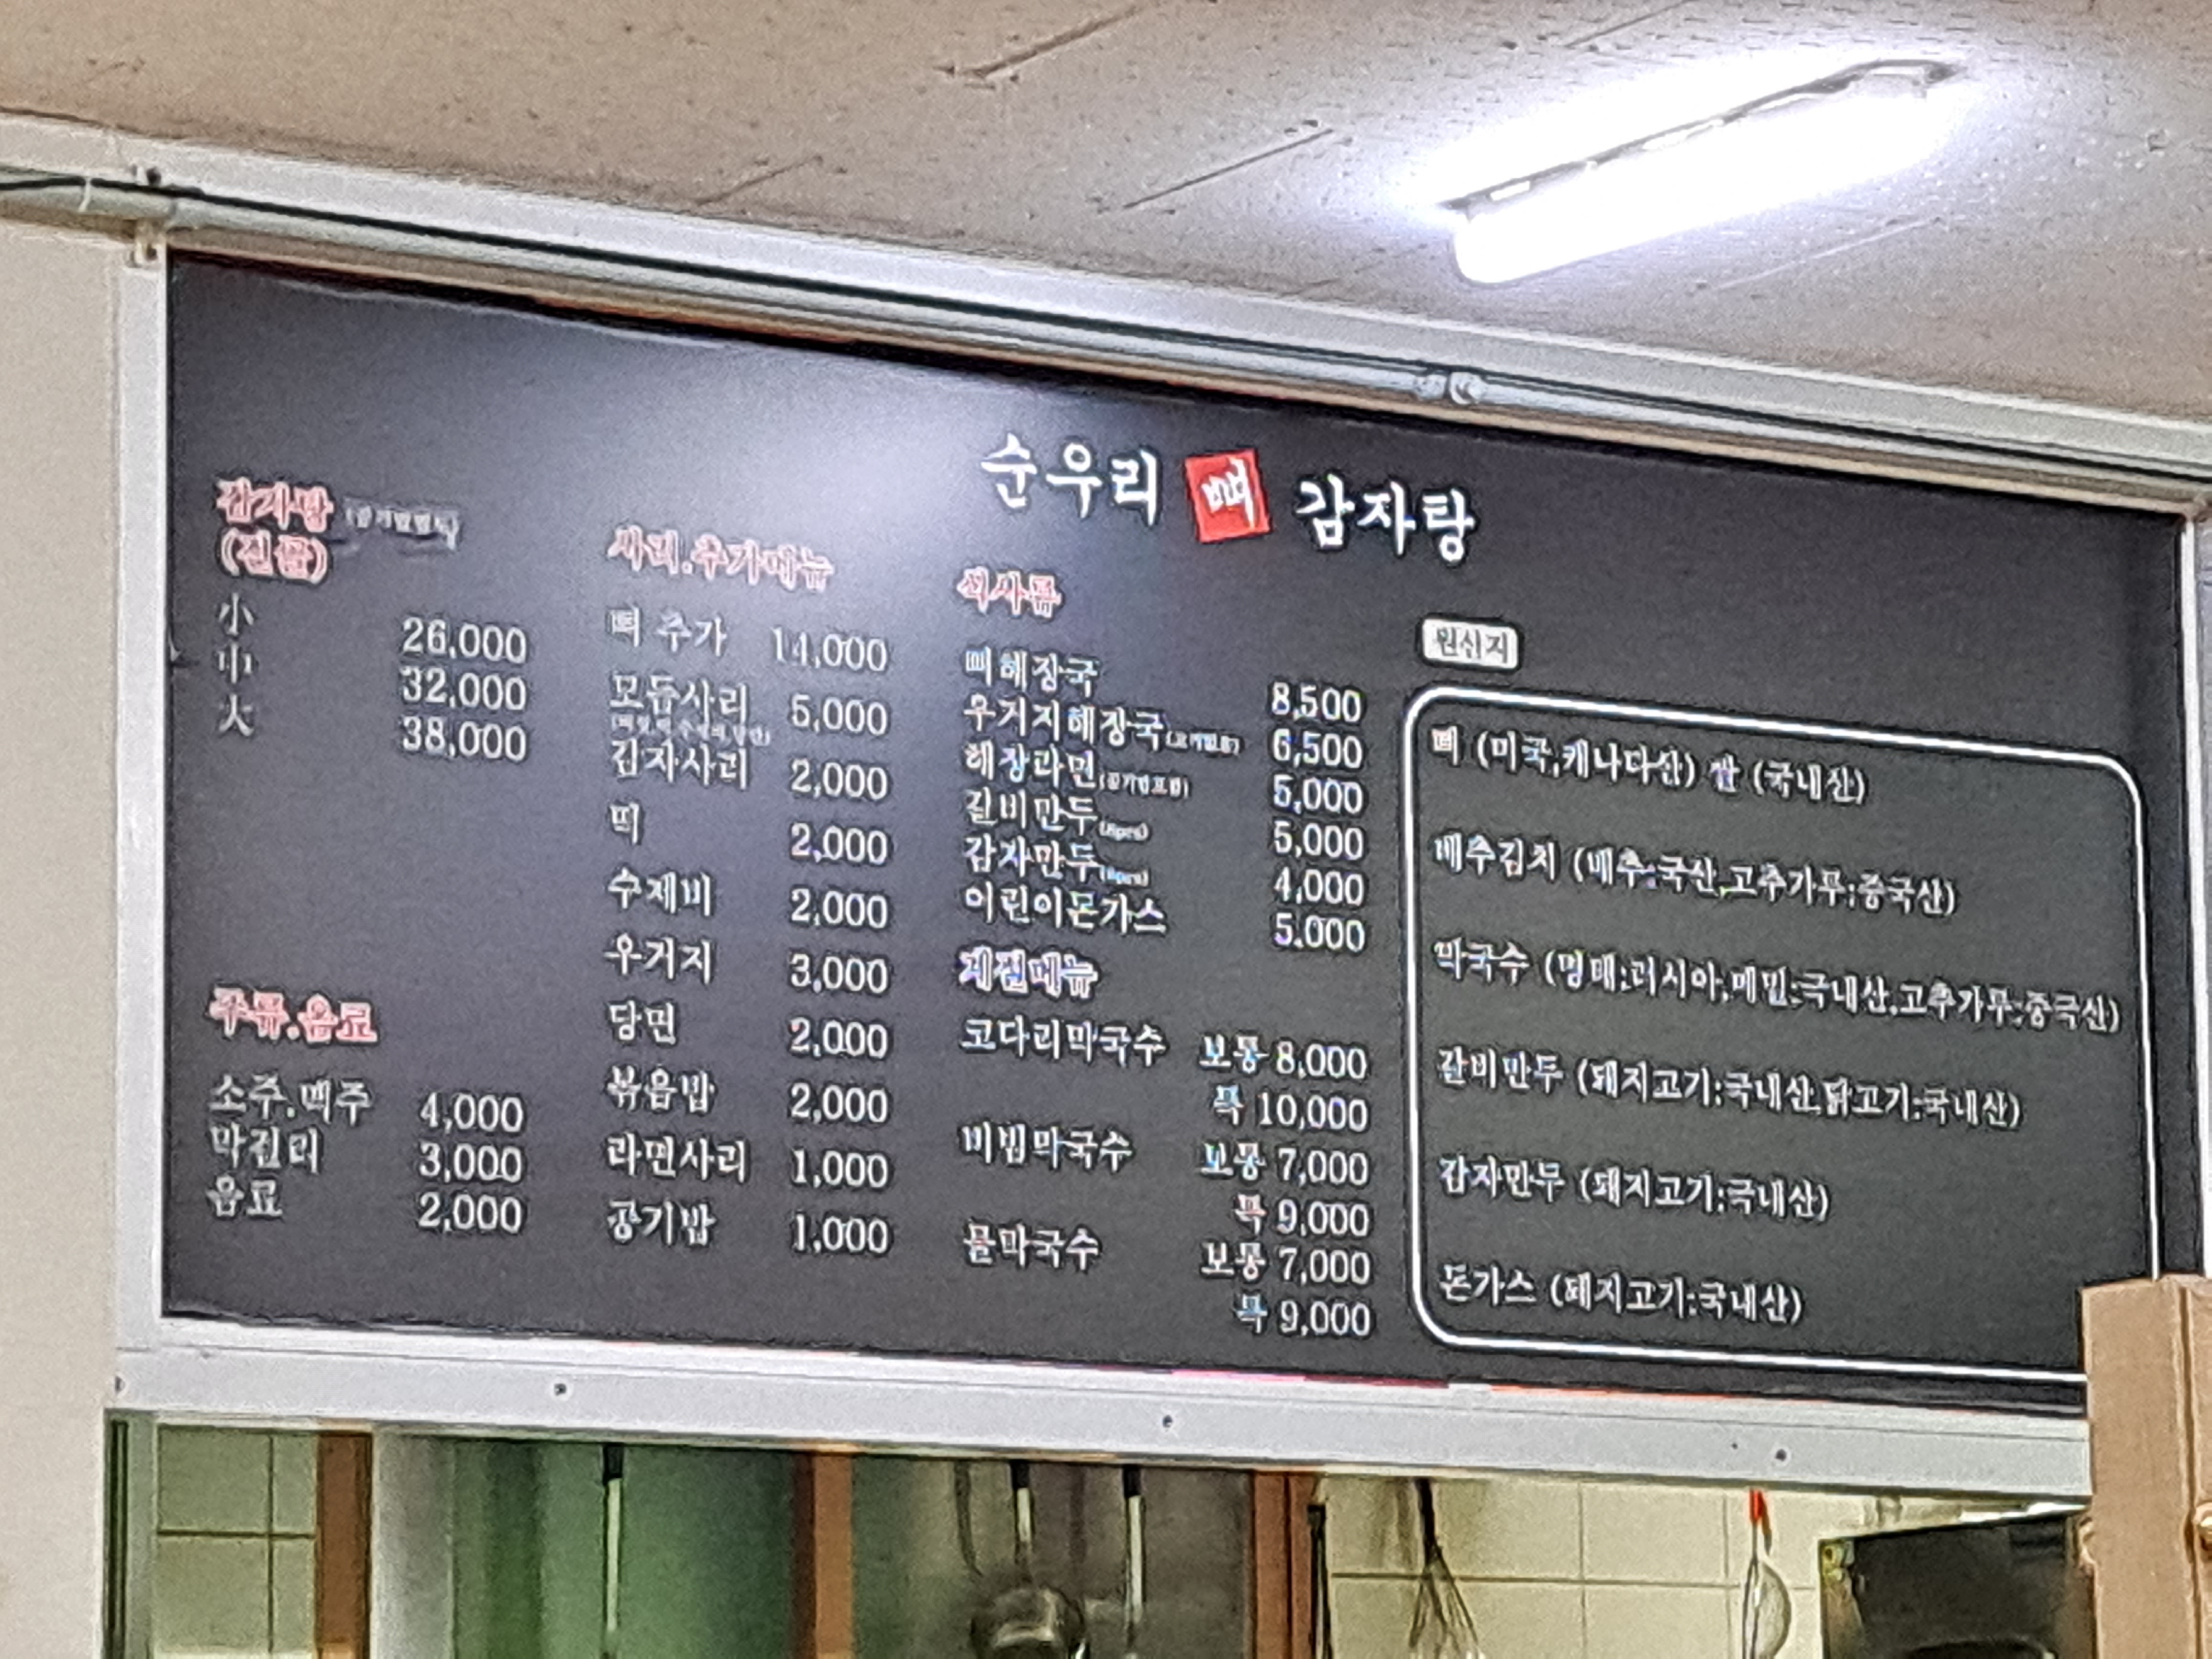 순우리 뼈 감자탕
감자탕
(전골)
小 26,000
中 32,000
大 38,000
주류.음료
소주.맥주 4,000
막걸리 3,000
음료 2,000
사리.추가메뉴
뼈 추가 14,000
모듬사리 5,000
감자사리 2,000
떡 2,000
수제비 2,000
우거지 3,000
당면 2,000
볶음밥 2,000
라면사리 1,000
공기밥 1,000
식사류
뼈해장국 8,500
우거지해장국 6,500
해장라면(공기밥포함) 5,000
갈비만두 5,000
감자만두 4,000
어린이돈가스 5,000
계절메뉴
코다리막국수 보통 8,000
특 10,000
비빔막국수 보통 7,000
특 9,000
물막국수 보통 7,000
특 9,000
원산지
뼈 (미국,캐나다산) 쌀 (국내산)
배추김치 (배추:국산,고추가루:중국산)
막국수 (명태:러시아,메밀:국내산,고추가루:중국산)
갈비만두 (돼지고기:국내산,닭고기:국내산)
감자만두 (돼지고기:국내산)
돈가스 (돼지고기:국내산)